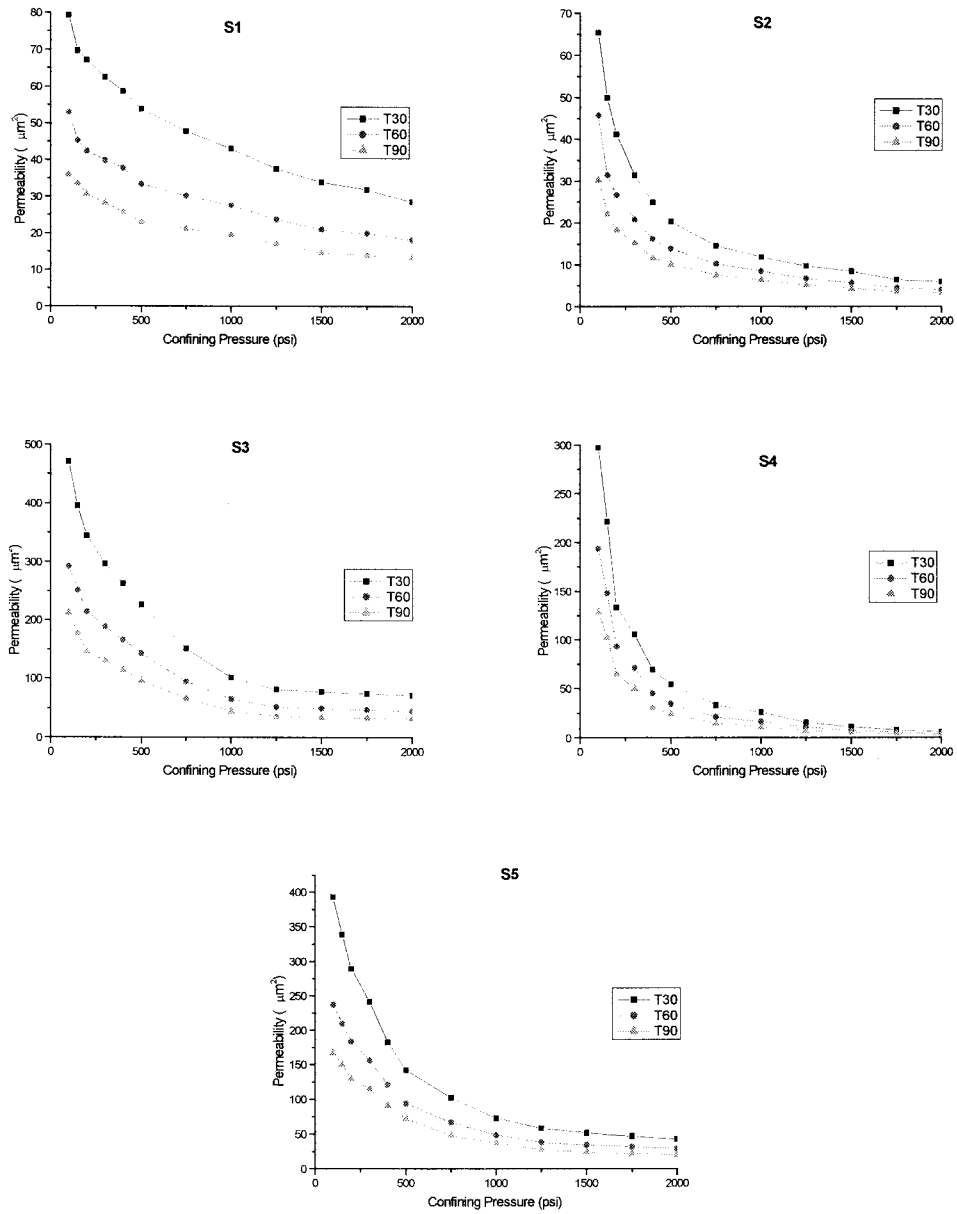 S1
80
70
60
50
40
30
20
10
0
Permeability ( μm²)
T30
T60
T90
0 500 1000 1500 2000
Confining Pressure (psi)
S2
70
60
50
40
30
20
10
0
Permeability ( μm²)
T30
T60
T90
0 500 1000 1500 2000
Confining Pressure (psi)
S3
500
400
300
200
100
0
Permeability ( μm²)
T30
T60
T90
0 500 1000 1500 2000
Confining Pressure (psi)
S4
300
250
200
150
100
50
0
Permeability ( μm²)
T30
T60
T90
0 500 1000 1500 2000
Confining Pressure (psi)
S5
400
350
300
250
200
150
100
50
0
Permeability ( μm²)
T30
T60
T90
0 500 1000 1500 2000
Confining Pressure (psi)